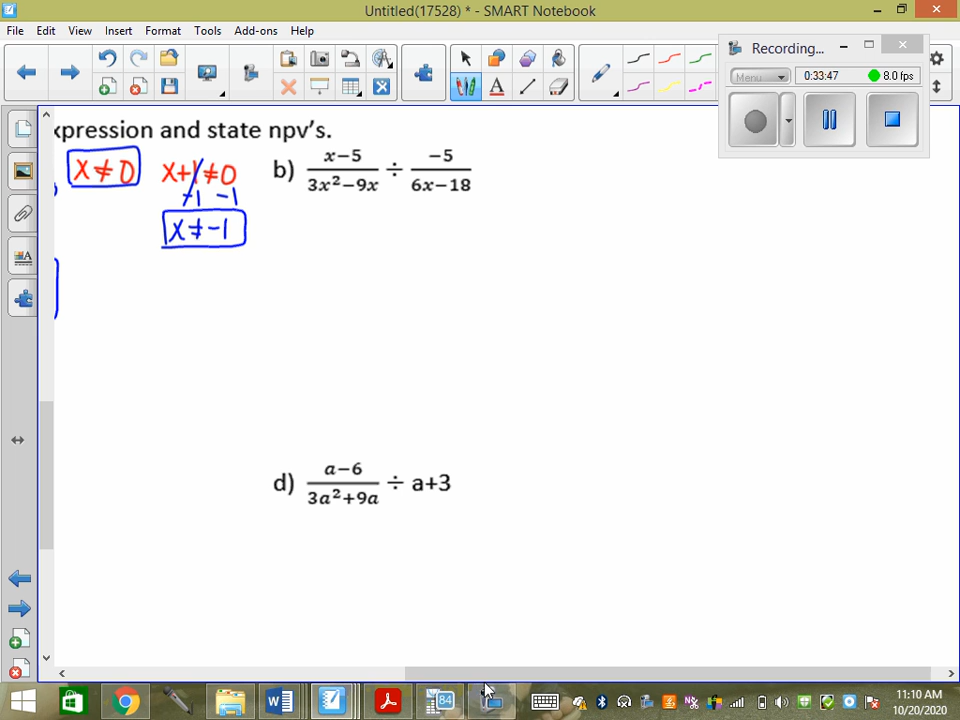 Untitled(17528) * - SMART Notebook
File Edit View Insert Format Tools Add-ons Help
Recording...
Menu 0:33:47 8.0 fps
xpression and state npv's.
x≠0 x+1≠0
-1 -1
x≠-1
b) x−5 / 3x²−9x ÷ −5 / 6x−18
d) a−6 / 3a²+9a ÷ a+3
84
11:10 AM
10/20/2020